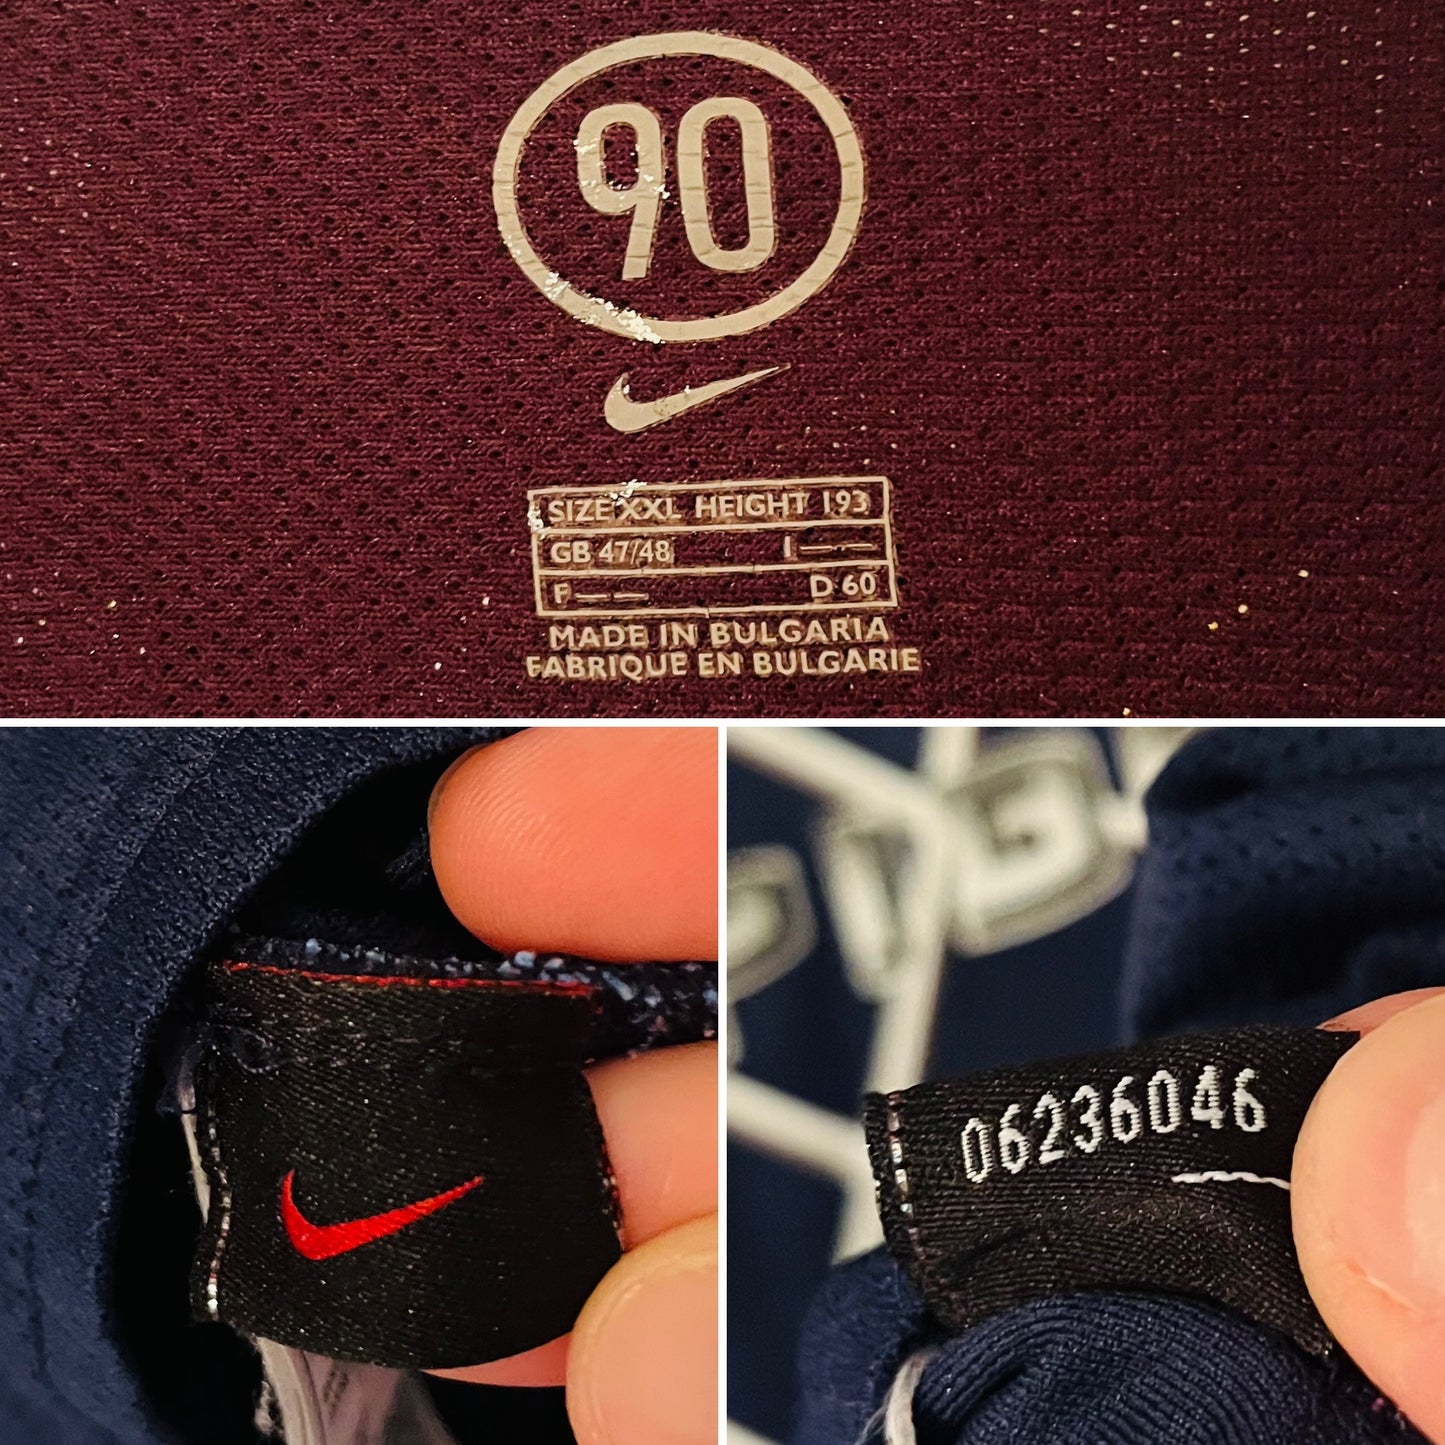 90
SIZE XXL HEIGHT 193
GB 47/48 I — —
F — — D 60
MADE IN BULGARIA
FABRIQUE EN BULGARIE
06236046